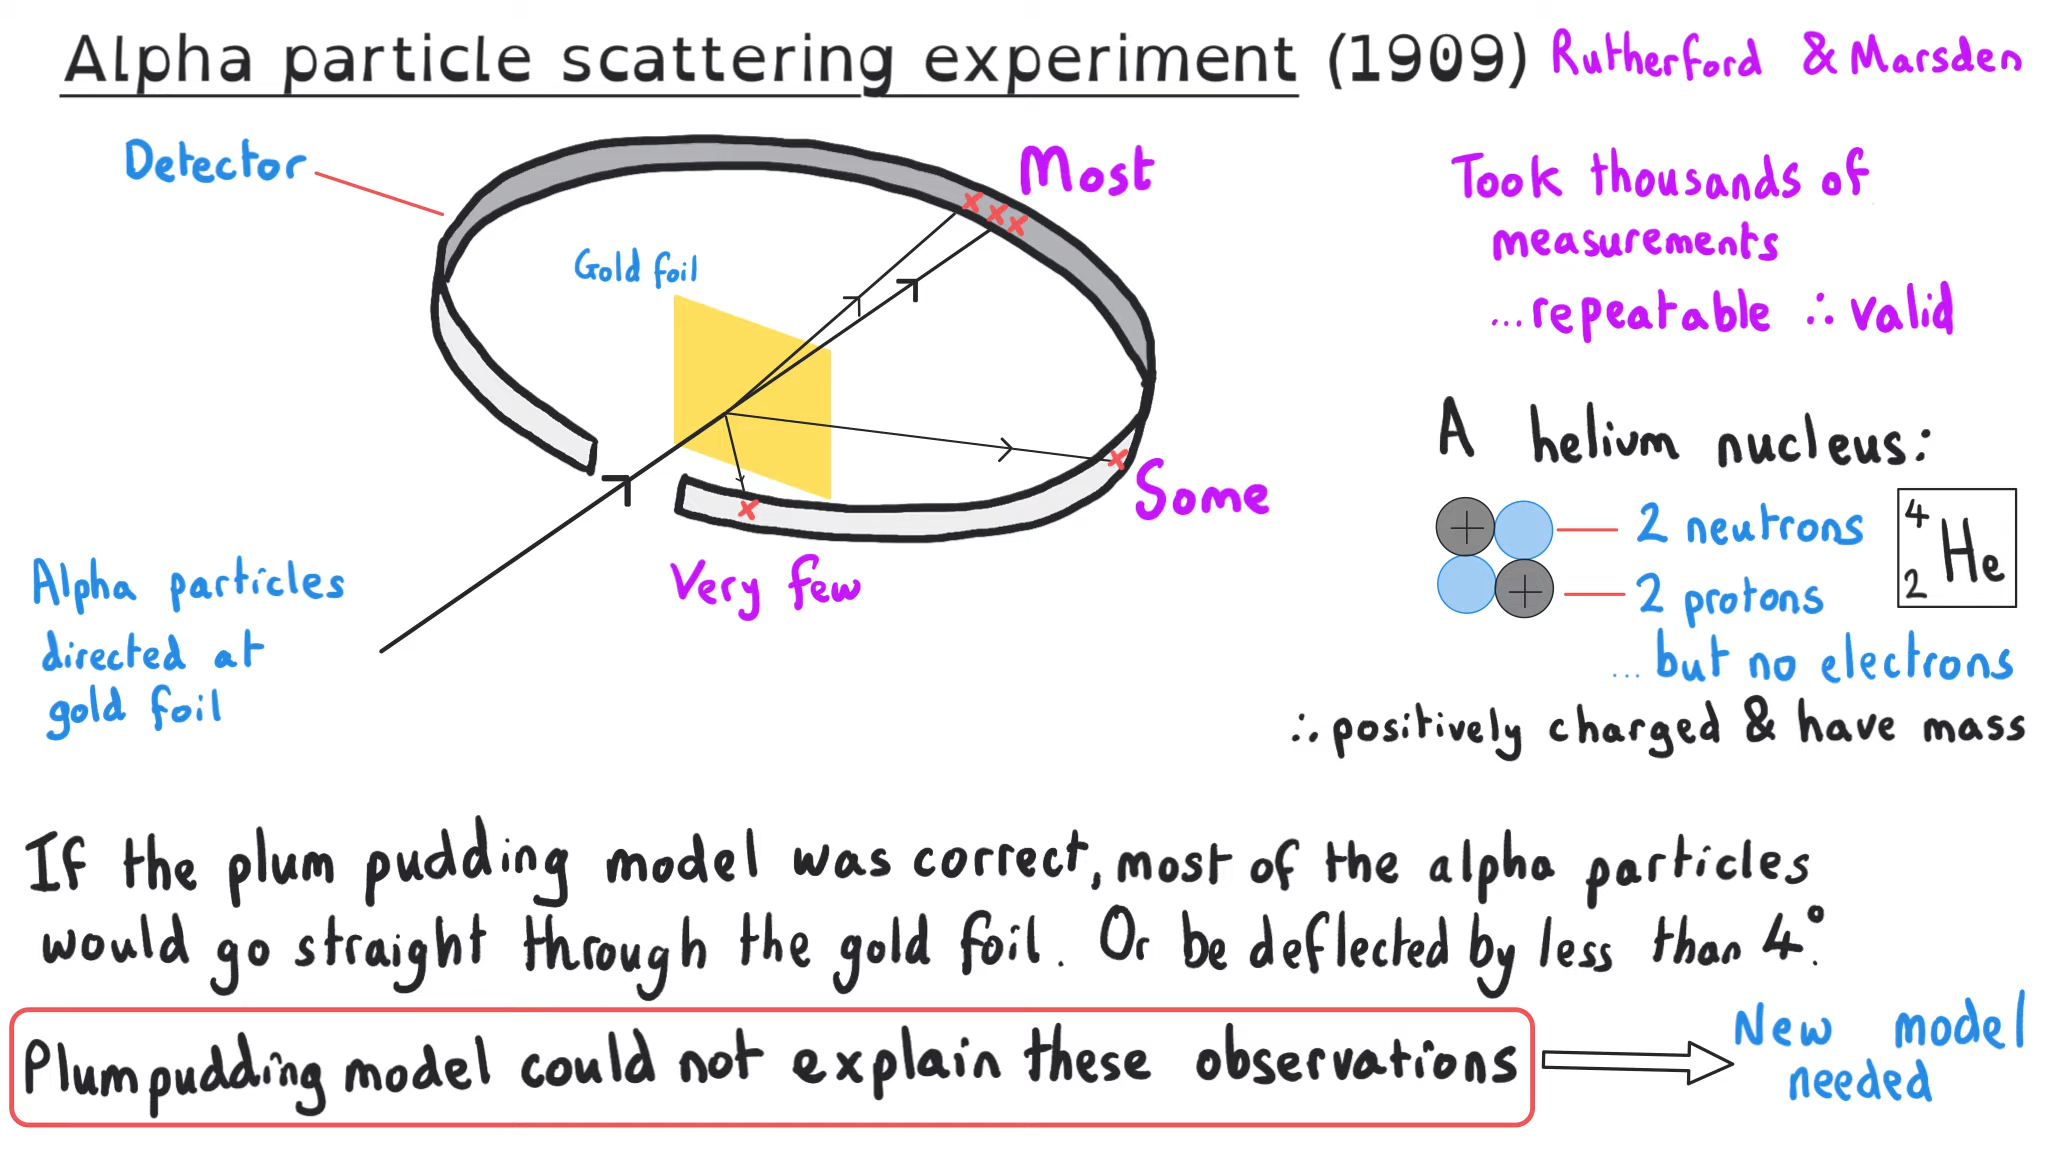 Alpha particle scattering experiment (1909) Rutherford & Marsden
Detector
Most
Gold foil
Some
Very few
Alpha particles
directed at
gold foil
Took thousands of
measurements
...repeatable ∴ valid
A helium nucleus:
2 neutrons
2 protons
4
2 He
...but no electrons
∴ positively charged & have mass
If the plum pudding model was correct, most of the alpha particles
would go straight through the gold foil. Or be deflected by less than 4°.
Plum pudding model could not explain these observations
New model
needed